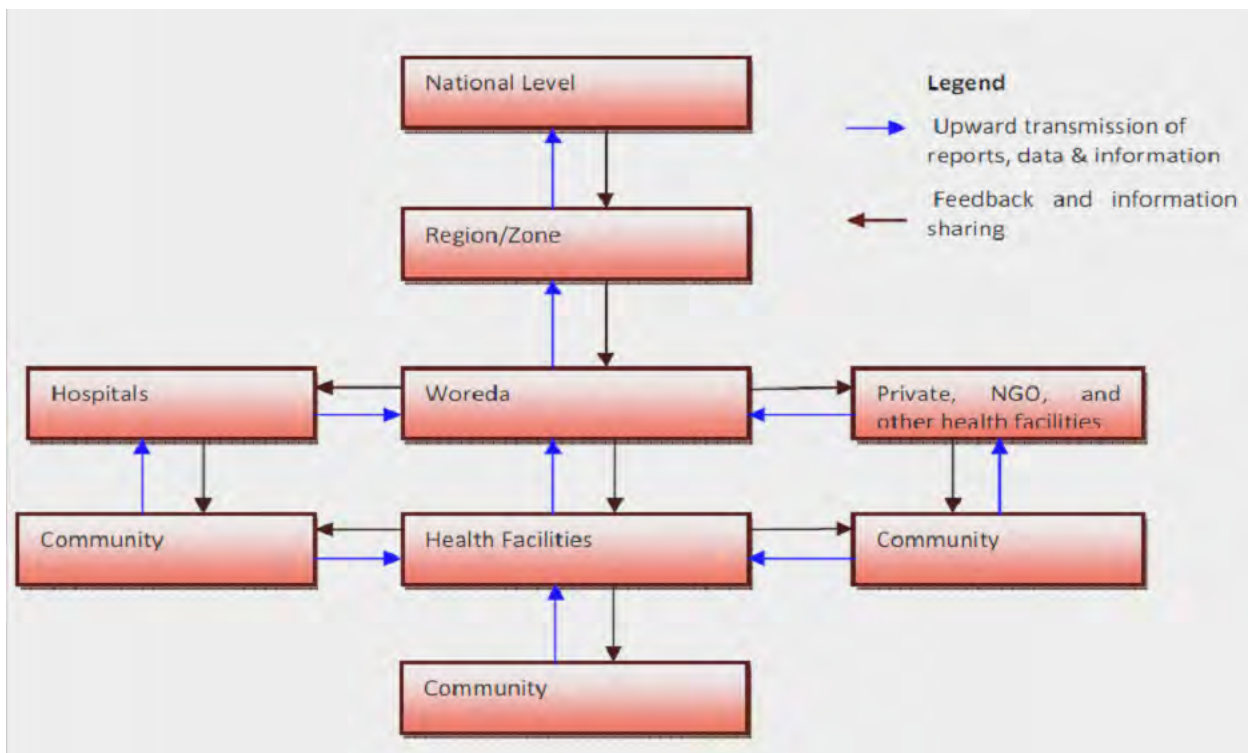 National Level
Legend
Upward transmission of
reports, data & information
Feedback and information
sharing
Region/Zone
Hospitals
Woreda
Private, NGO, and
other health facilities
Community
Health Facilities
Community
Community